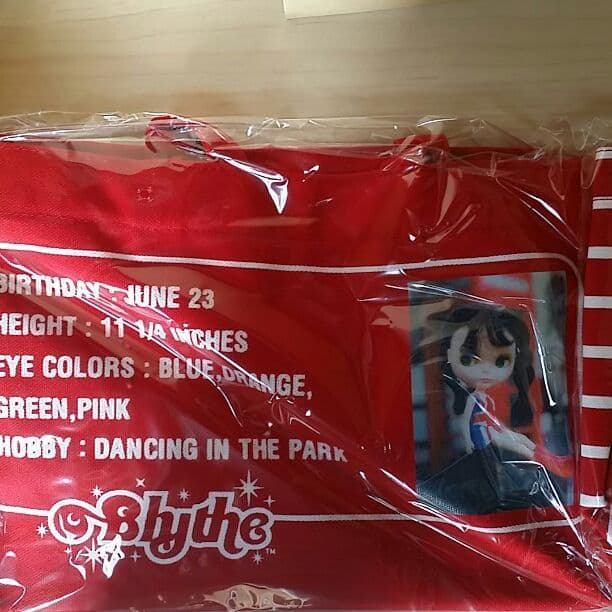 BIRTHDAY : JUNE 23
HEIGHT : 11 1/4 INCHES
EYE COLORS : BLUE,ORANGE,
GREEN,PINK
HOBBY : DANCING IN THE PARK
Blythe™